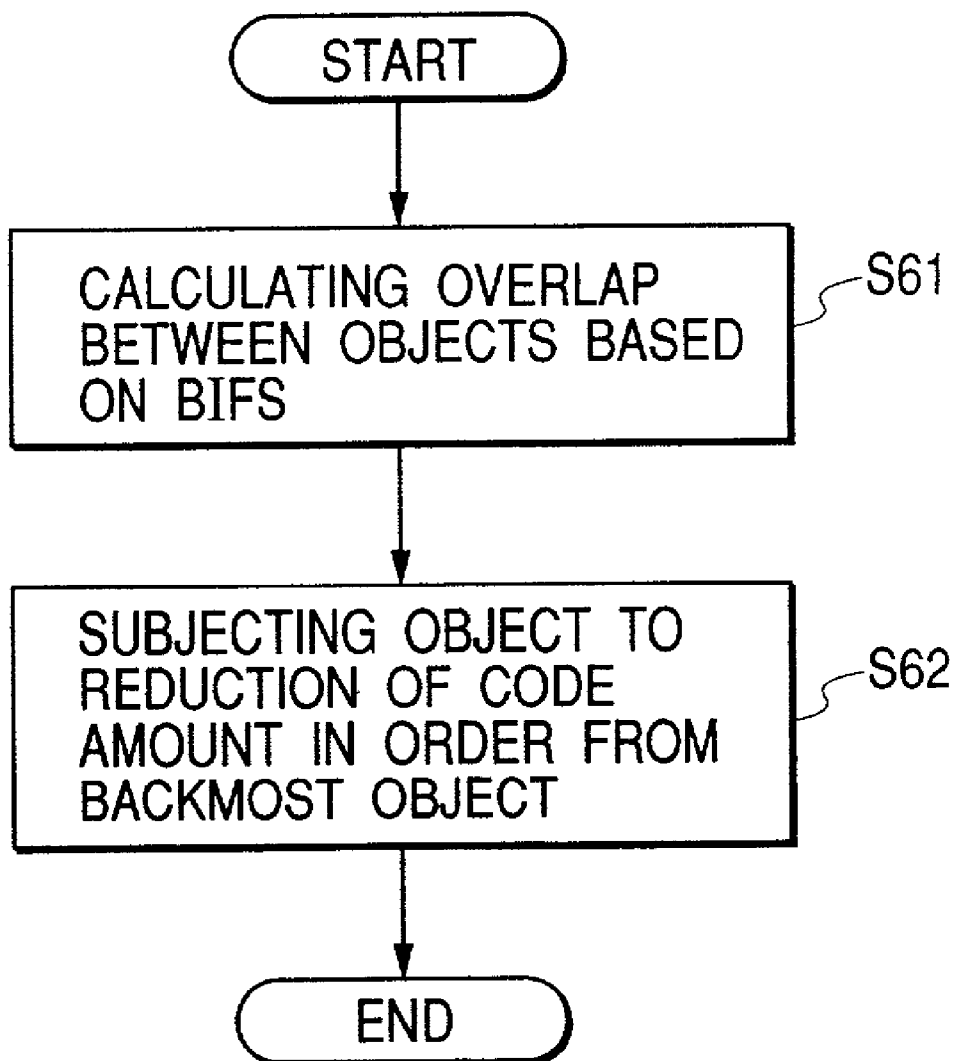 START
CALCULATING OVERLAP
BETWEEN OBJECTS BASED
ON BIFS
S61
SUBJECTING OBJECT TO
REDUCTION OF CODE
AMOUNT IN ORDER FROM
BACKMOST OBJECT
S62
END